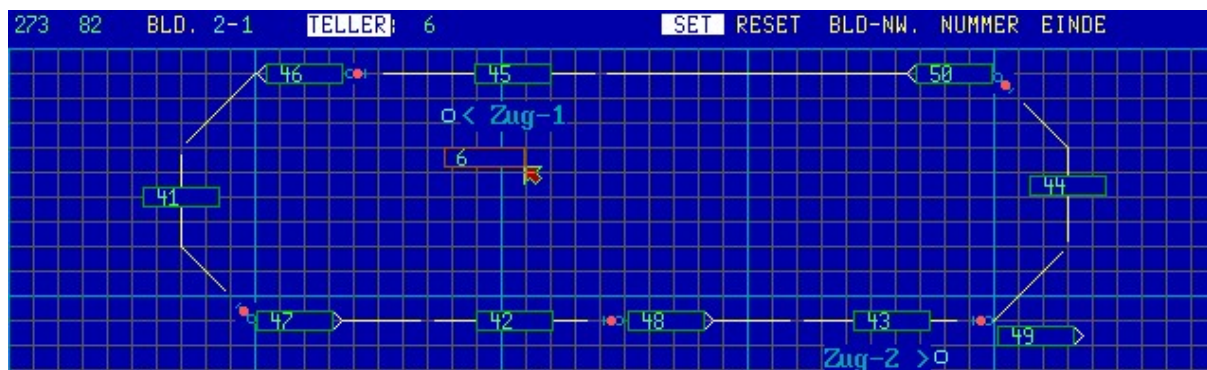 273 82 BLD. 2-1 TELLER: 6 SET RESET BLD-NW. NUMMER EINDE
46 45 50
< Zug-1
6
41 44
47 42 48 43 49
Zug-2 >